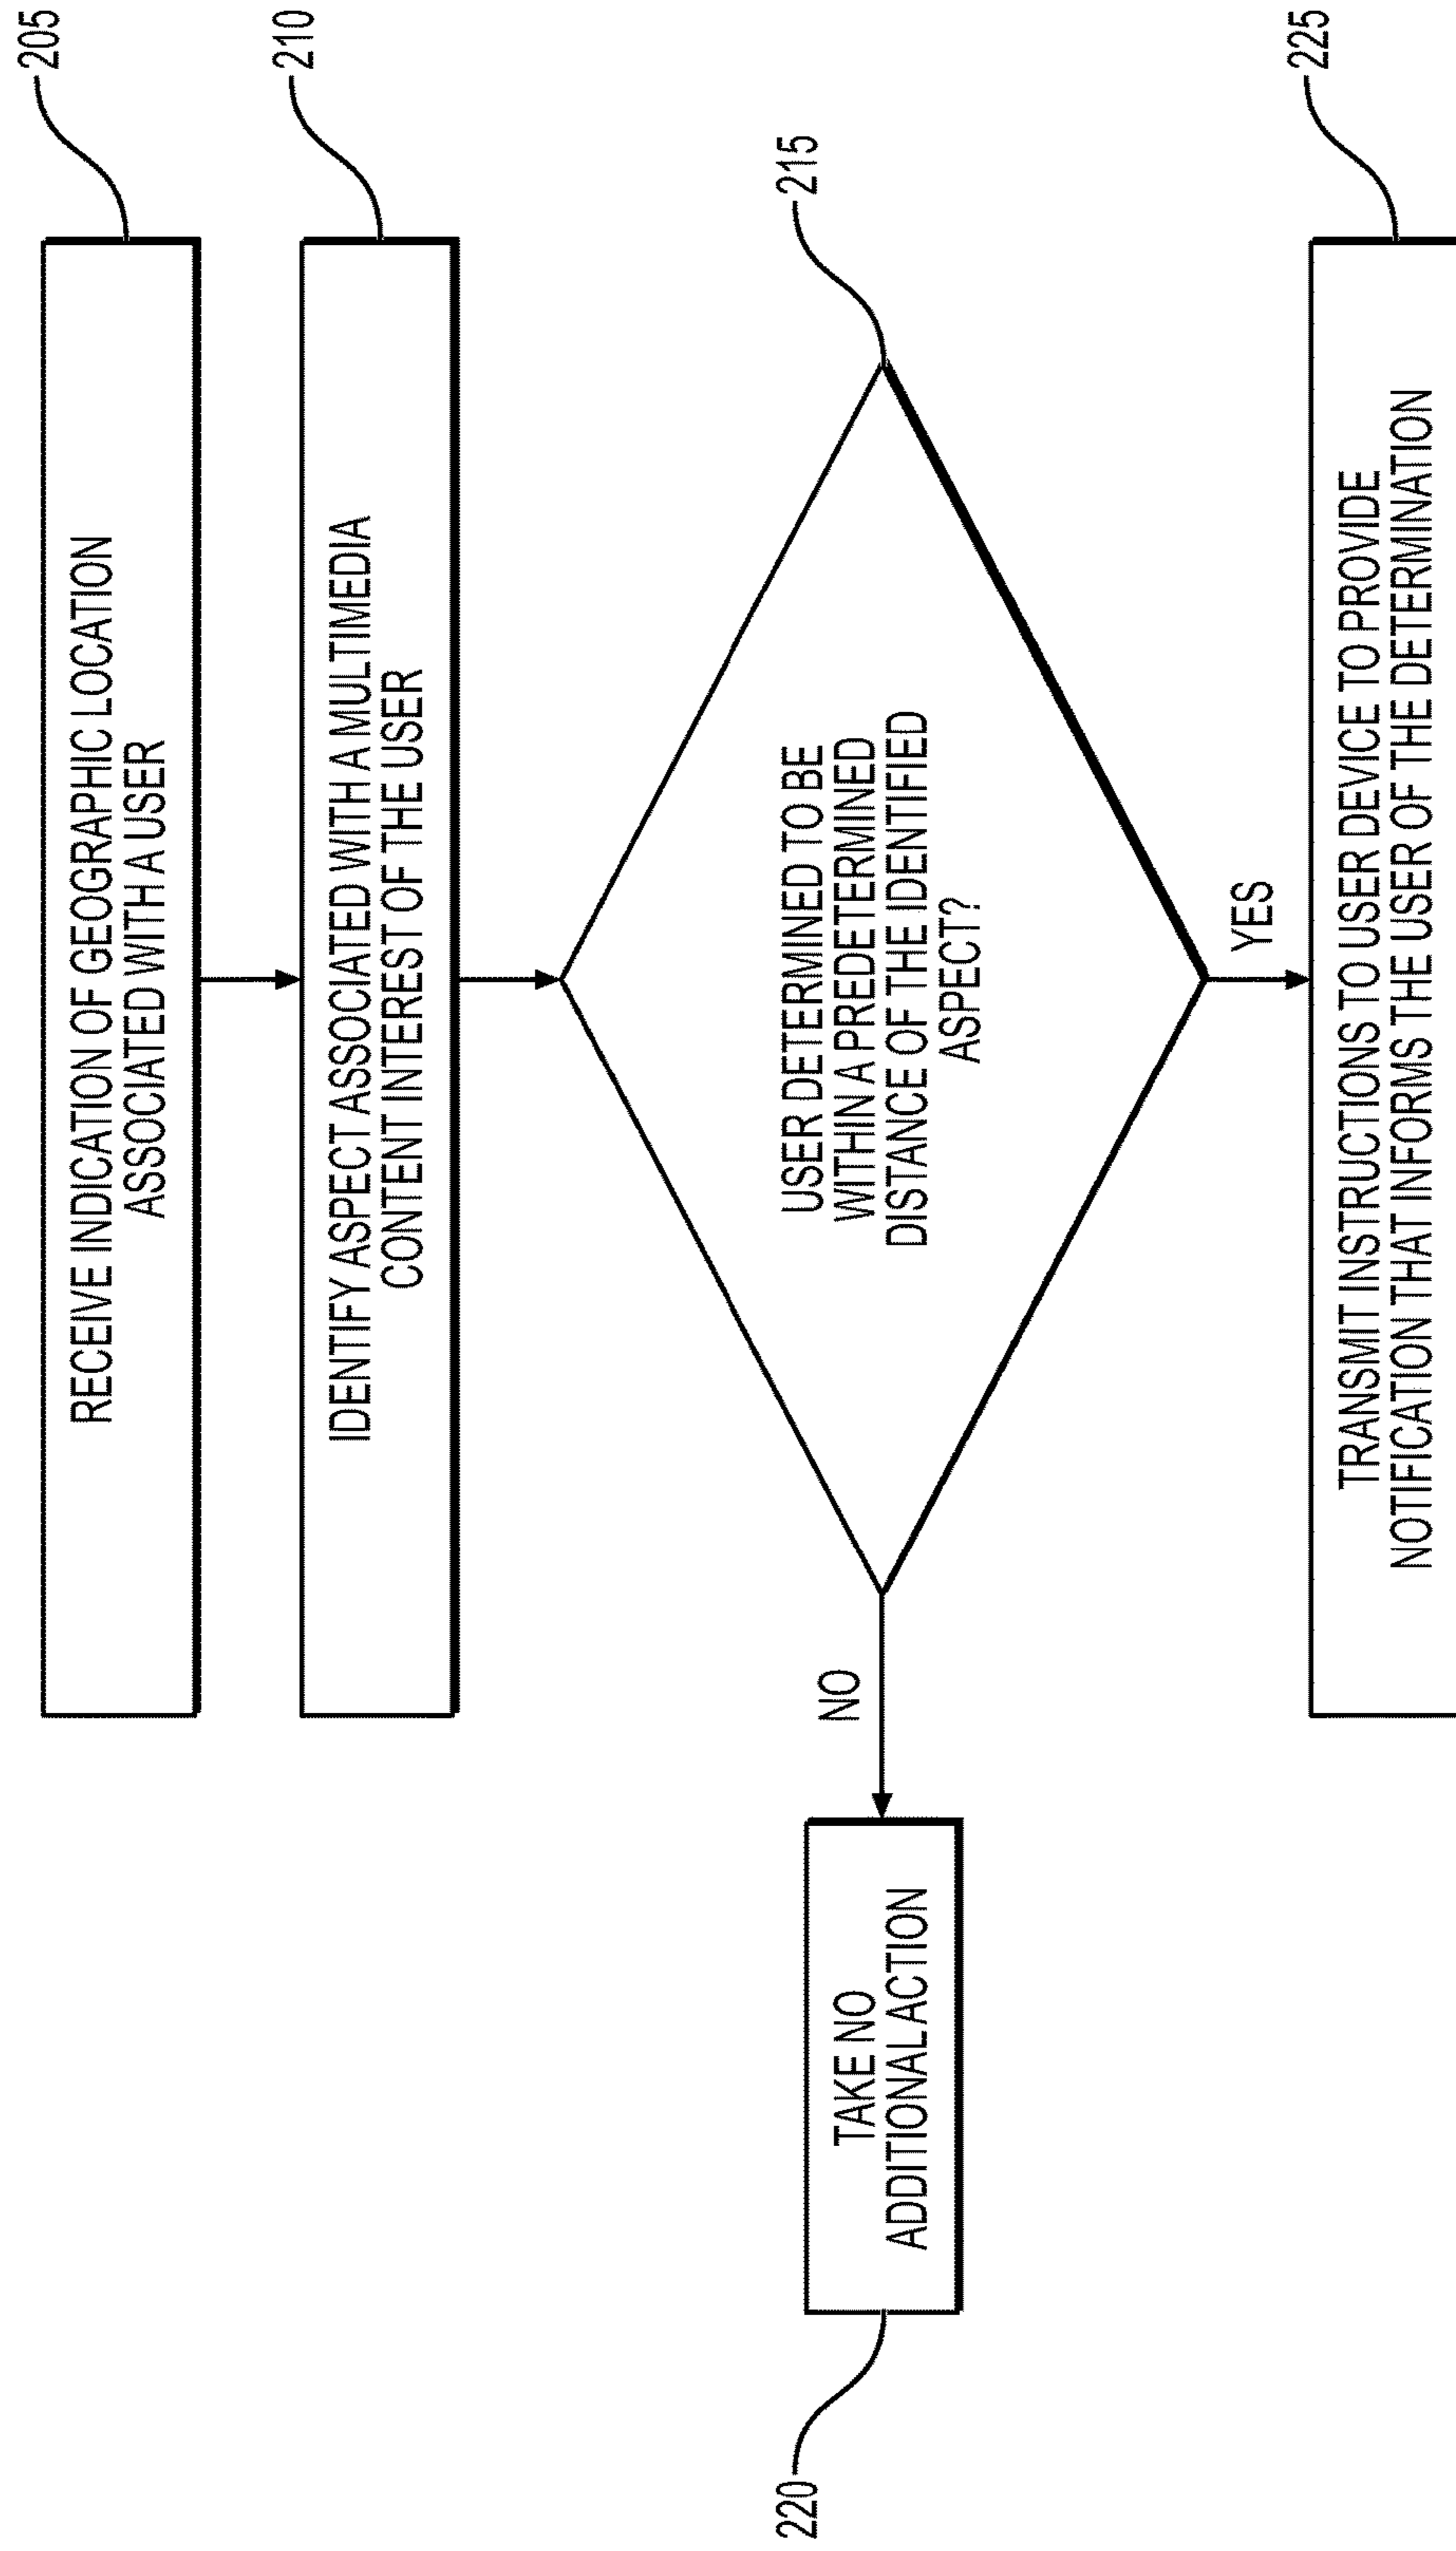 RECEIVE INDICATION OF GEOGRAPHIC LOCATION
ASSOCIATED WITH A USER
205
IDENTIFY ASPECT ASSOCIATED WITH A MULTIMEDIA
CONTENT INTEREST OF THE USER
210
USER DETERMINED TO BE
WITHIN A PREDETERMINED
DISTANCE OF THE IDENTIFIED
ASPECT?
215
NO
TAKE NO
ADDITIONAL ACTION
220
YES
TRANSMIT INSTRUCTIONS TO USER DEVICE TO PROVIDE
NOTIFICATION THAT INFORMS THE USER OF THE DETERMINATION
225